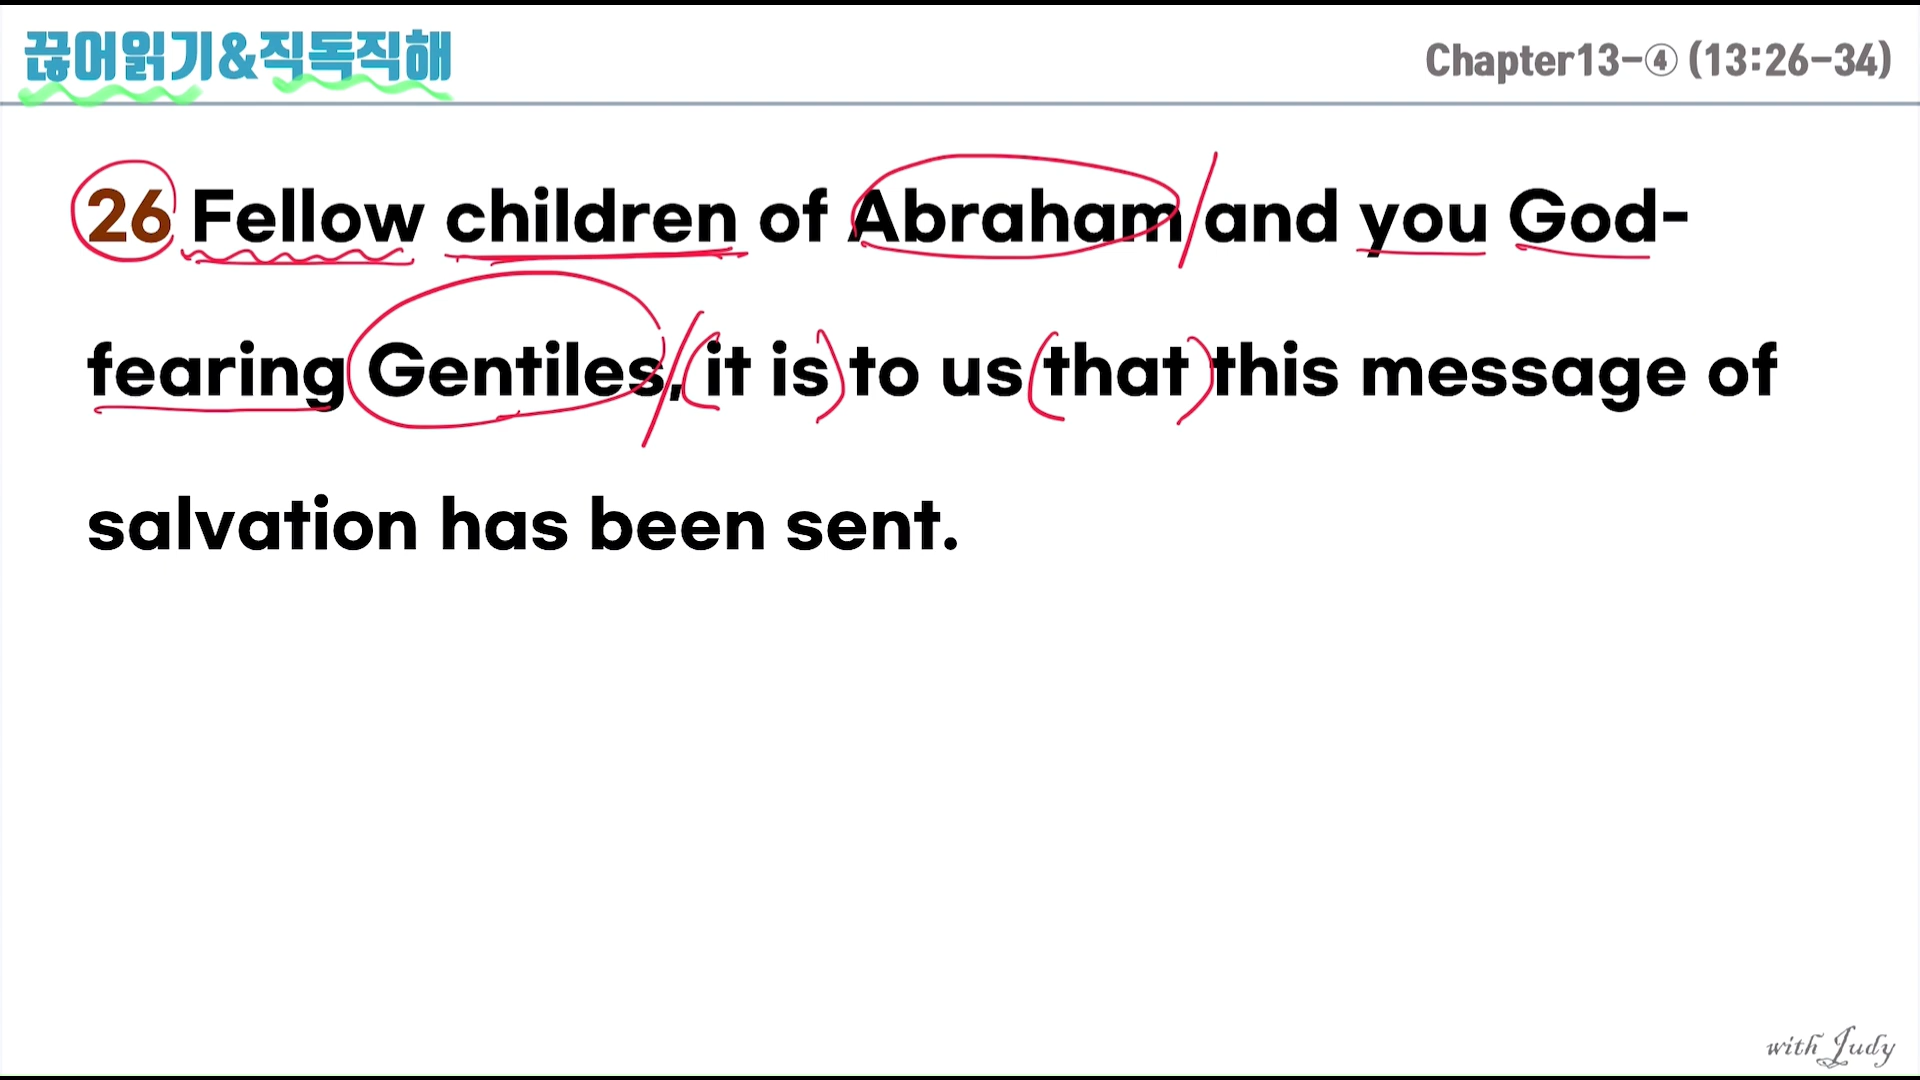 끊어읽기&직독직해
Chapter13-④ (13:26-34)
26 Fellow children of Abraham and you God-
fearing Gentiles, it is to us that this message of
salvation has been sent.
with Judy